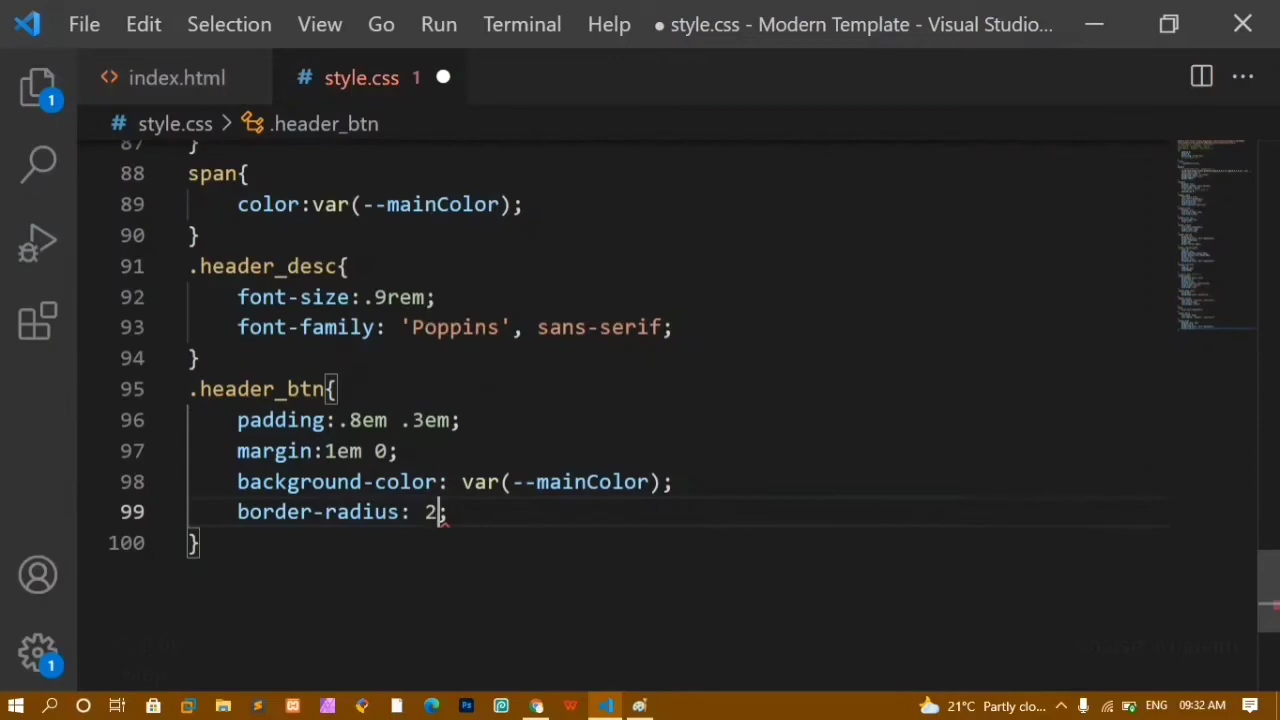 File Edit Selection View Go Run Terminal Help ● style.css - Modern Template - Visual Studio...
index.html # style.css 1
# style.css > .header_btn
87 }
88 span{
89 color:var(--mainColor);
90 }
91 .header_desc{
92 font-size:.9rem;
93 font-family: 'Poppins', sans-serif;
94 }
95 .header_btn{
96 padding:.8em .3em;
97 margin:1em 0;
98 background-color: var(--mainColor);
99 border-radius: 2;
100 }
1
1
21°C Partly clo... ENG 09:32 AM